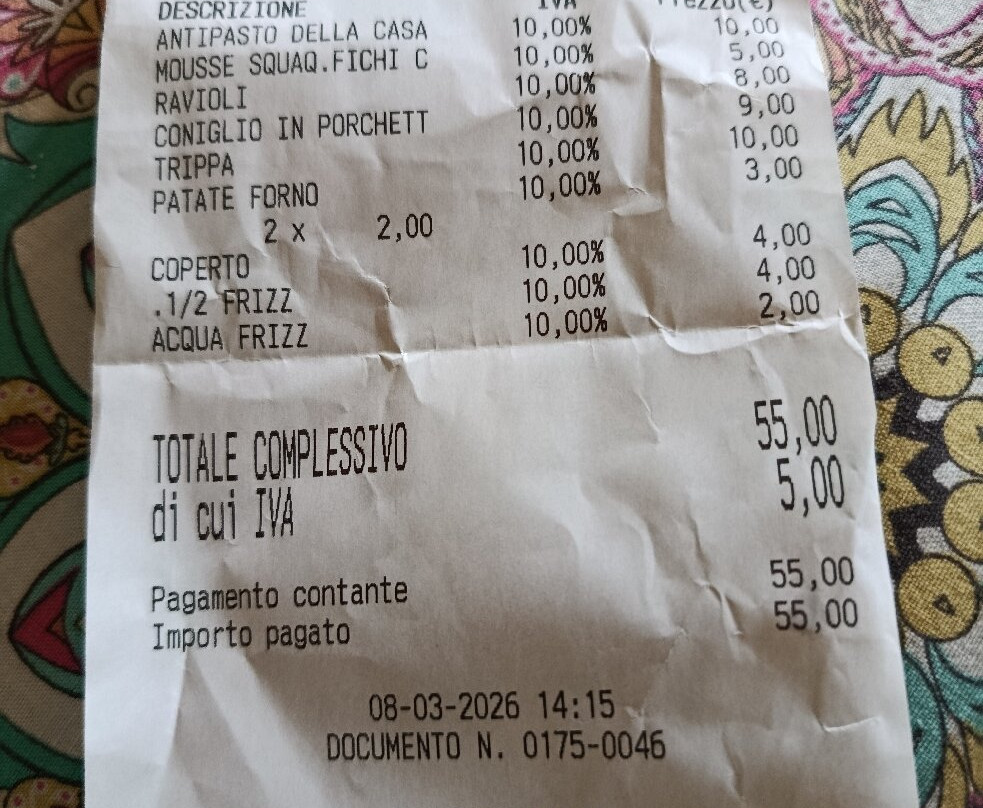 DESCRIZIONE IVA Prezzo(€)
ANTIPASTO DELLA CASA 10,00% 10,00
MOUSSE SQUAQ.FICHI C 10,00% 5,00
RAVIOLI 10,00% 8,00
CONIGLIO IN PORCHETT 10,00% 9,00
TRIPPA 10,00% 10,00
PATATE FORNO 10,00% 3,00
2 x 2,00
COPERTO 10,00% 4,00
.1/2 FRIZZ 10,00% 4,00
ACQUA FRIZZ 10,00% 2,00
TOTALE COMPLESSIVO 55,00
di cui IVA 5,00
Pagamento contante 55,00
Importo pagato 55,00
08-03-2026 14:15
DOCUMENTO N. 0175-0046